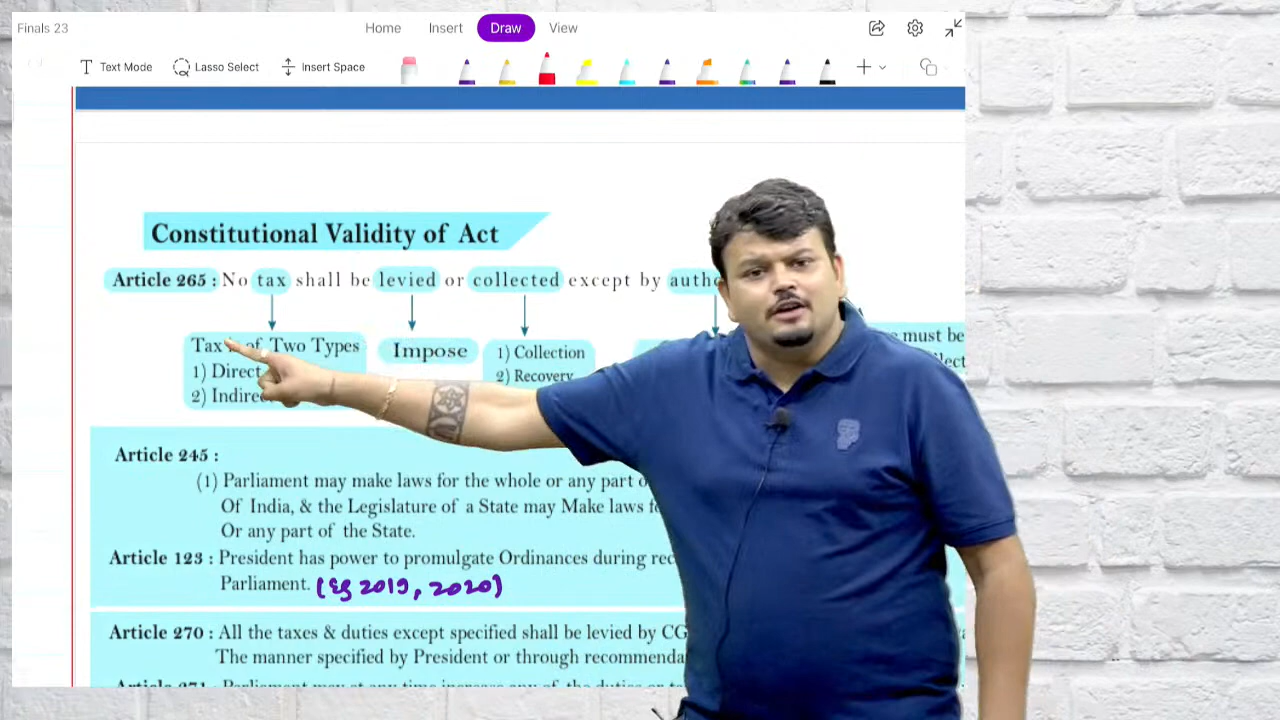 Finals 23
Home Insert Draw View
Text Mode Lasso Select Insert Space
Constitutional Validity of Act
Article 265 : No tax shall be levied or collected except by
Tax is of Two Types
1) Direct
2)
Impose
1) Collection
2) Recovery
must be
Article 245 :
(1) Parliament may make laws for the whole or any part
Of India, & the Legislature of a State may Make laws
Or any part of the State.
Article 123 : President has power to promulgate Ordinances during
Parliament. (Eg 2019, 2020)
Article 270 : All the taxes & duties except specified shall be levied by CG
The manner specified by President or through